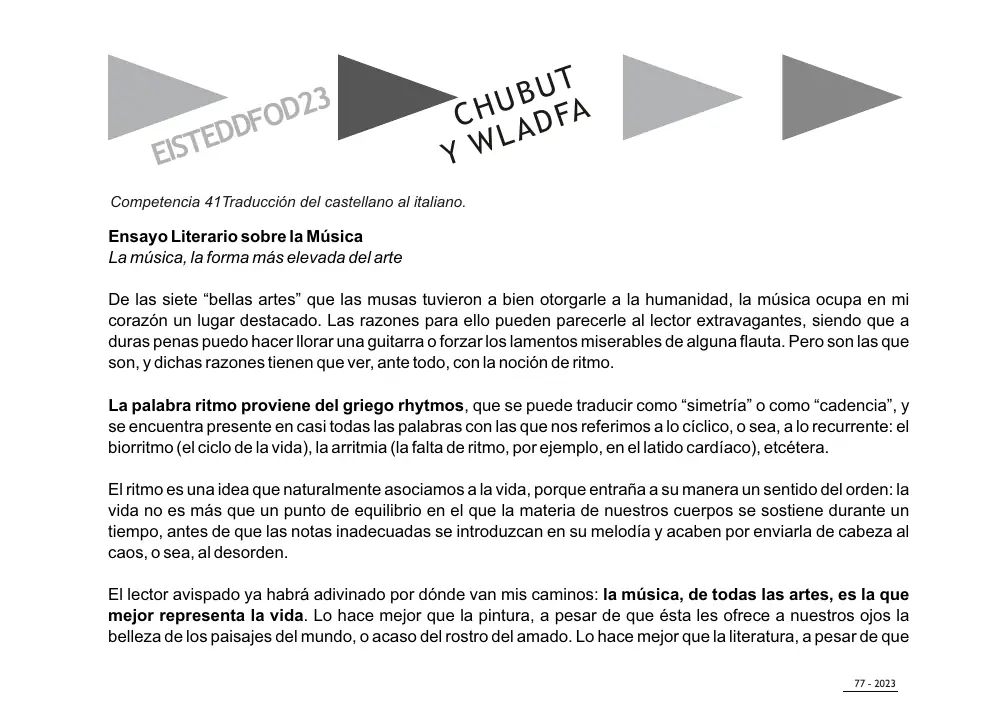 EISTEDDFOD23
CHUBUT
Y WLADFA
Competencia 41Traducción del castellano al italiano.
Ensayo Literario sobre la Música
La música, la forma más elevada del arte
De las siete “bellas artes” que las musas tuvieron a bien otorgarle a la humanidad, la música ocupa en mi
corazón un lugar destacado. Las razones para ello pueden parecerle al lector extravagantes, siendo que a
duras penas puedo hacer llorar una guitarra o forzar los lamentos miserables de alguna flauta. Pero son las que
son, y dichas razones tienen que ver, ante todo, con la noción de ritmo.
La palabra ritmo proviene del griego rhytmos, que se puede traducir como “simetría” o como “cadencia”, y
se encuentra presente en casi todas las palabras con las que nos referimos a lo cíclico, o sea, a lo recurrente: el
biorritmo (el ciclo de la vida), la arritmia (la falta de ritmo, por ejemplo, en el latido cardíaco), etcétera.
El ritmo es una idea que naturalmente asociamos a la vida, porque entraña a su manera un sentido del orden: la
vida no es más que un punto de equilibrio en el que la materia de nuestros cuerpos se sostiene durante un
tiempo, antes de que las notas inadecuadas se introduzcan en su melodía y acaben por enviarla de cabeza al
caos, o sea, al desorden.
El lector avispado ya habrá adivinado por dónde van mis caminos: la música, de todas las artes, es la que
mejor representa la vida. Lo hace mejor que la pintura, a pesar de que ésta les ofrece a nuestros ojos la
belleza de los paisajes del mundo, o acaso del rostro del amado. Lo hace mejor que la literatura, a pesar de que
77 - 2023